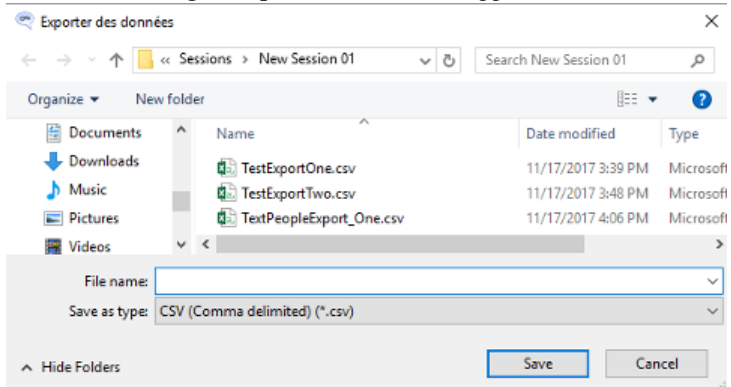 Exporter des données
« Sessions > New Session 01
Search New Session 01
Organize New folder
Name Date modified Type
Documents
Downloads
Music
Pictures
Videos
TestExportOne.csv 11/17/2017 3:39 PM Microsoft
TestExportTwo.csv 11/17/2017 3:48 PM Microsoft
TextPeopleExport_One.csv 11/17/2017 4:06 PM Microsoft
File name:
Save as type: CSV (Comma delimited) (*.csv)
Hide Folders
Save Cancel